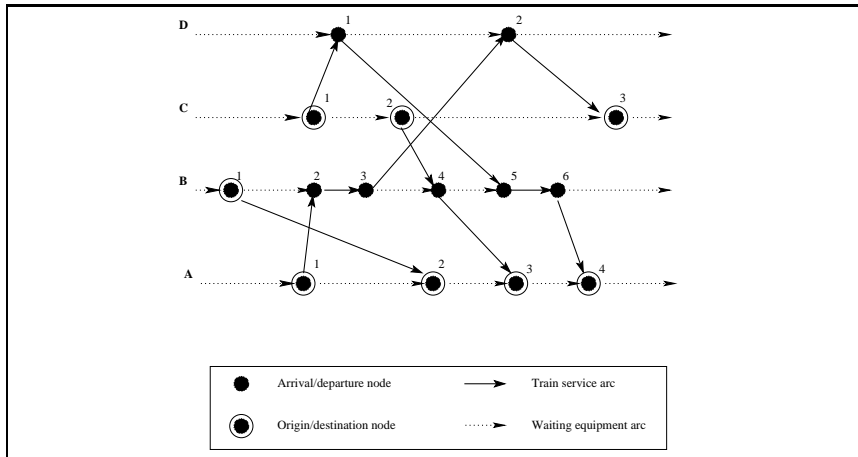 D 1 2
C 1 2 3
B 1 2 3 4 5 6
A 1 2 3 4
Arrival/departure node Train service arc
Origin/destination node Waiting equipment arc